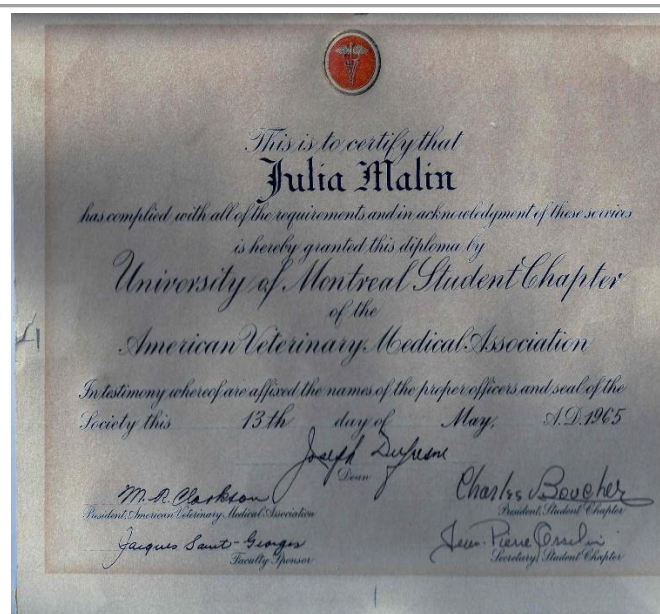 This is to certify that
Julia Malin
has complied with all of the requirements and in acknowledgment of these services
is hereby granted this diploma by
University of Montreal Student Chapter
of the
American Veterinary Medical Association
In testimony whereof are affixed the names of the proper officers and seal of the
Society this 13th day of May, A.D. 1965
Joseph Dufresne
Dean
M. R. Clarkson Charles Boucher
President, American Veterinary Medical Association President, Student Chapter
Jacques Saint-Georges Jean-Pierre
Faculty Sponsor Secretary, Student Chapter